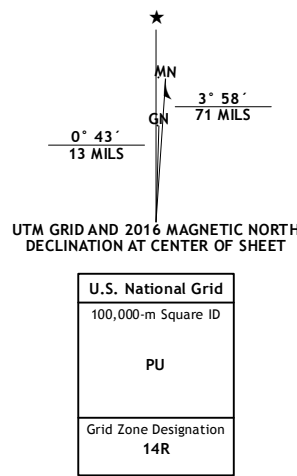 ★
MN
3° 58´
71 MILS
GN
0° 43´
13 MILS
UTM GRID AND 2016 MAGNETIC NORTH
DECLINATION AT CENTER OF SHEET
U.S. National Grid
100,000-m Square ID
PU
Grid Zone Designation
14R